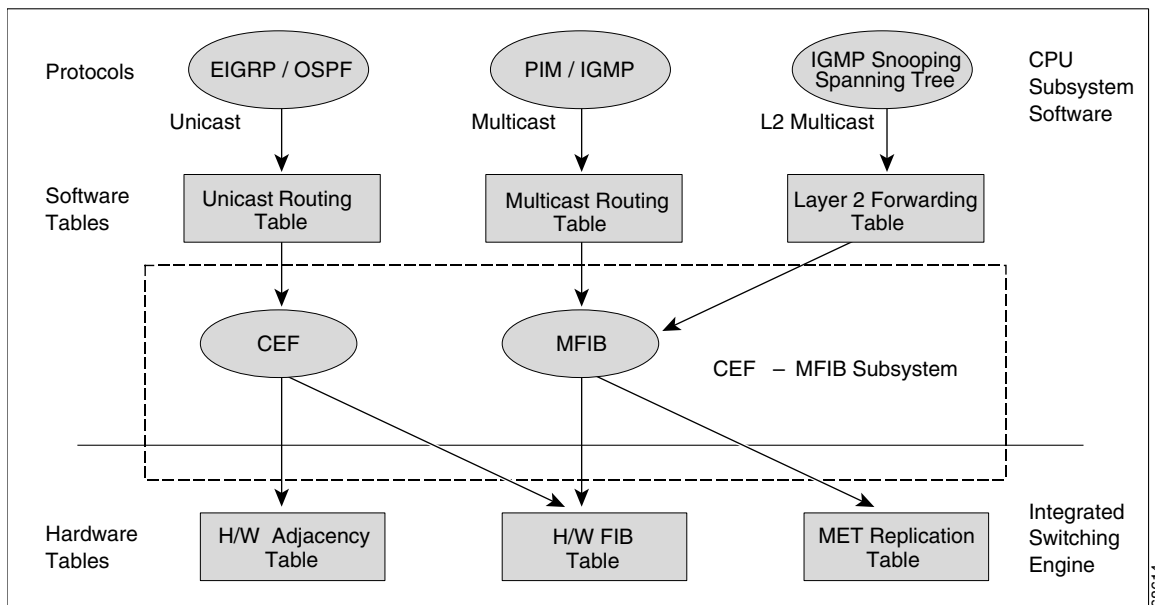 Protocols
EIGRP / OSPF
PIM / IGMP
IGMP Snooping
Spanning Tree
CPU
Subsystem
Software
Unicast
Multicast
L2 Multicast
Software
Tables
Unicast Routing
Table
Multicast Routing
Table
Layer 2 Forwarding
Table
CEF
MFIB
CEF – MFIB Subsystem
Hardware
Tables
H/W Adjacency
Table
H/W FIB
Table
MET Replication
Table
Integrated
Switching
Engine